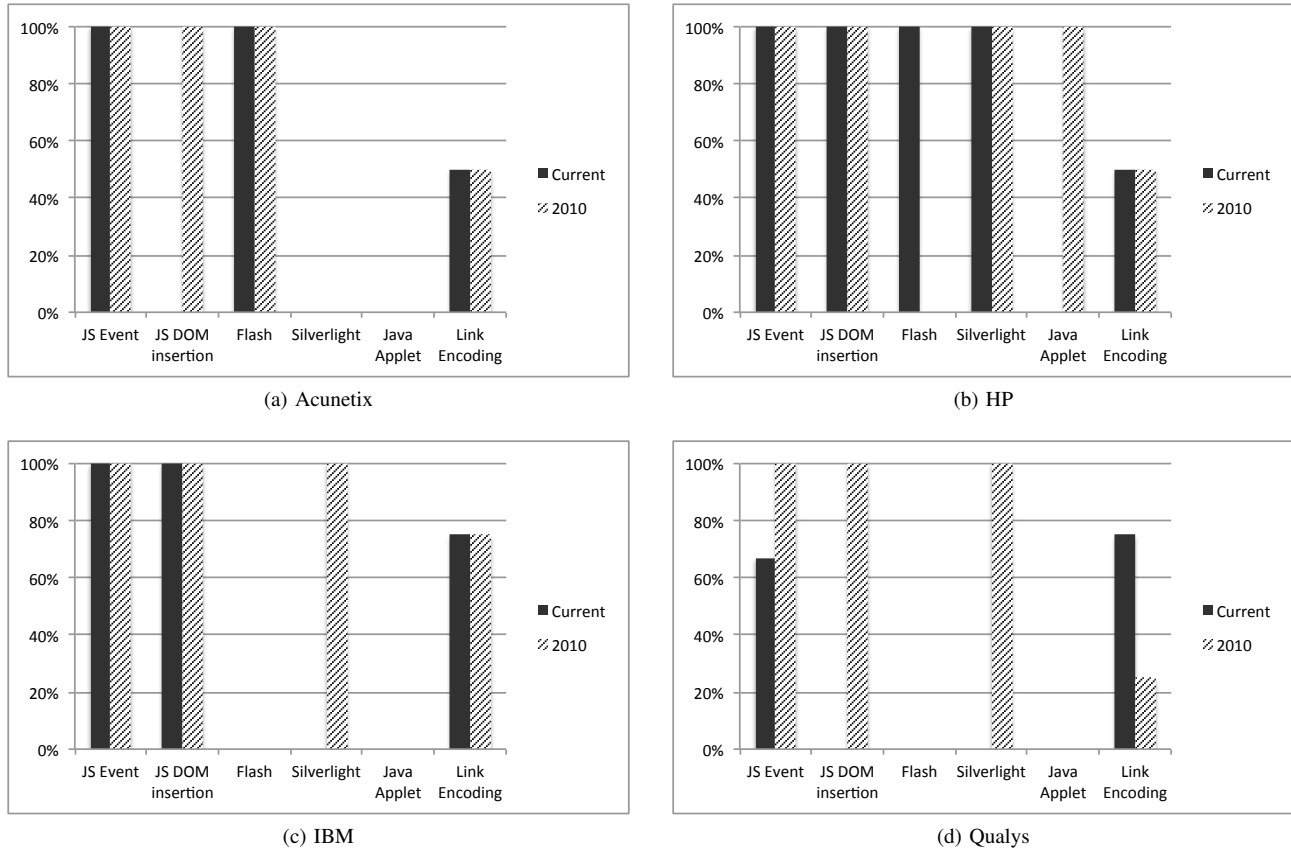 100%
80%
60%
40%
20%
0%
JS Event
JS DOM
insertion
Flash
Silverlight
Java
Applet
Link
Encoding
Current
2010
(a) Acunetix
100%
80%
60%
40%
20%
0%
JS Event
JS DOM
insertion
Flash
Silverlight
Java
Applet
Link
Encoding
Current
2010
(b) HP
100%
80%
60%
40%
20%
0%
JS Event
JS DOM
insertion
Flash
Silverlight
Java
Applet
Link
Encoding
Current
2010
(c) IBM
100%
80%
60%
40%
20%
0%
JS Event
JS DOM
insertion
Flash
Silverlight
Java
Applet
Link
Encoding
Current
2010
(d) Qualys